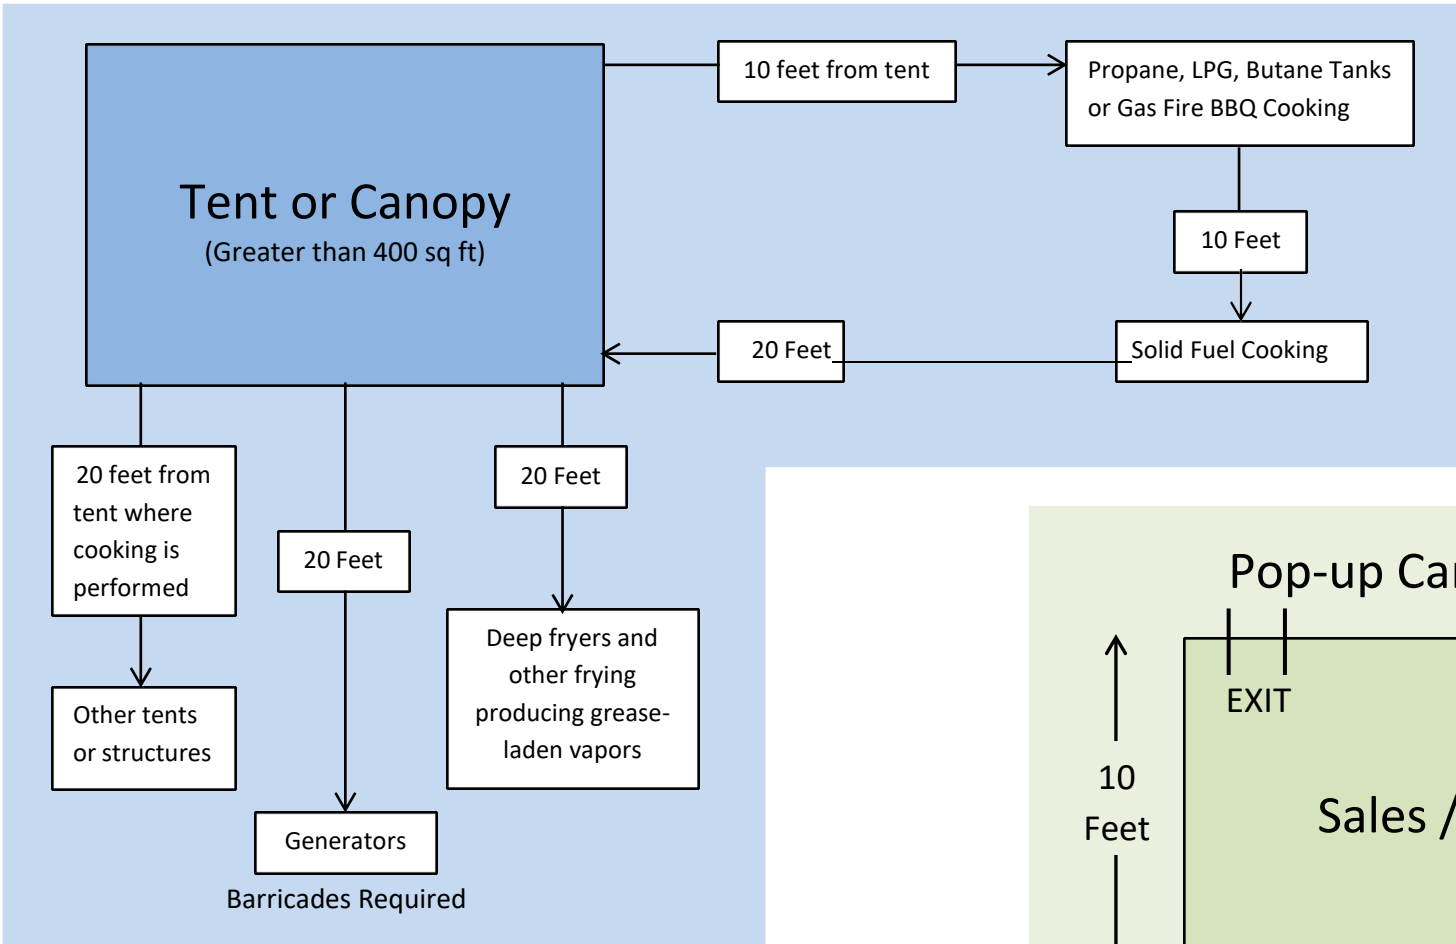 10 feet from tent
Propane, LPG, Butane Tanks
or Gas Fire BBQ Cooking
Tent or Canopy
(Greater than 400 sq ft)
10 Feet
20 Feet
Solid Fuel Cooking
20 feet from
tent where
cooking is
performed
20 Feet
20 Feet
Other tents
or structures
Deep fryers and
other frying
producing grease-
laden vapors
Generators
Barricades Required
Pop-up
EXIT
10
Feet
Sales /